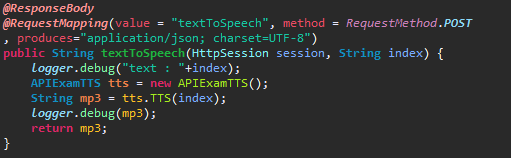 @ResponseBody
@RequestMapping(value = "textToSpeech", method = RequestMethod.POST
, produces="application/json; charset=UTF-8")
public String textToSpeech(HttpSession session, String index) {
logger.debug("text : "+index);
APIExamTTS tts = new APIExamTTS();
String mp3 = tts.TTS(index);
logger.debug(mp3);
return mp3;
}